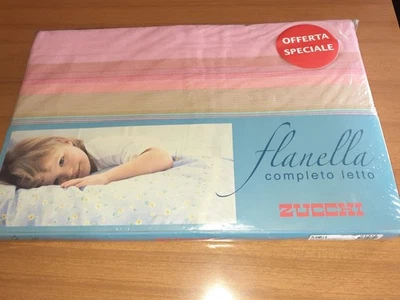 OFFERTA
SPECIALE
flanella
completo letto
ZUCCHI